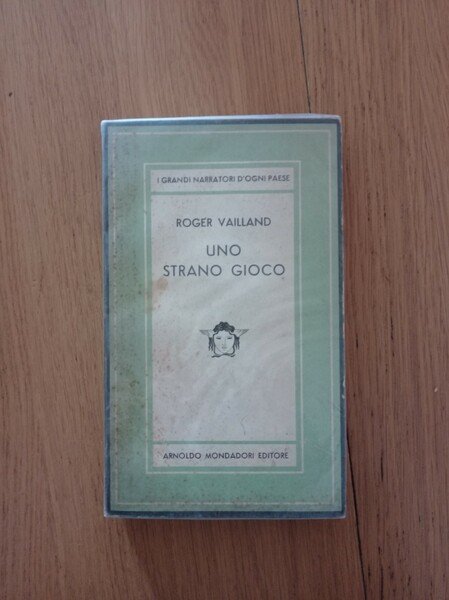 I GRANDI NARRATORI D'OGNI PAESE
ROGER VAILLAND
UNO
STRANO GIOCO
ARNOLDO MONDADORI EDITORE